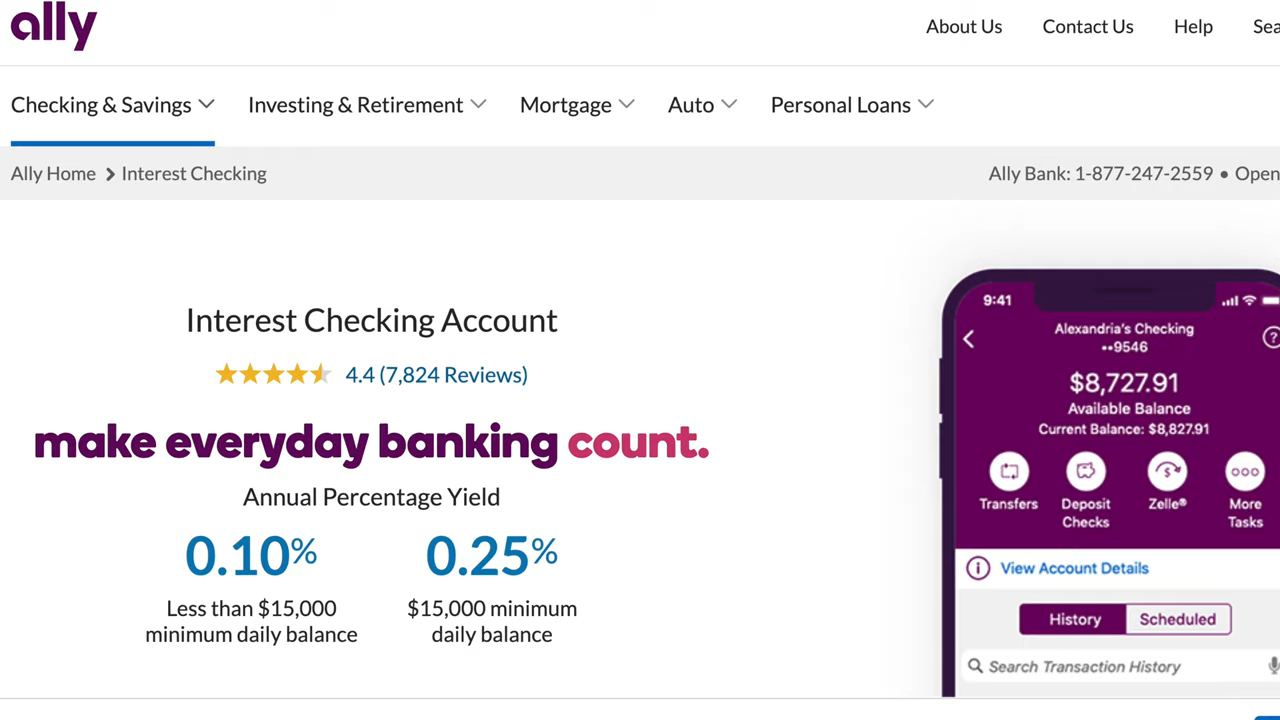 ally
About Us Contact Us Help
Checking & Savings Investing & Retirement Mortgage Auto Personal Loans
Ally Home Interest Checking
Ally Bank: 1-877-247-2559 • Open
Interest Checking Account
4.4 (7,824 Reviews)
make everyday banking count.
Annual Percentage Yield
0.10% 0.25%
Less than $15,000
minimum daily balance
$15,000 minimum
daily balance
9:41
Alexandria's Checking
••9546
$8,727.91
Available Balance
Current Balance: $8,827.91
Transfers
Deposit
Checks
Zelle®
More
Tasks
View Account Details
History Scheduled
Search Transaction History